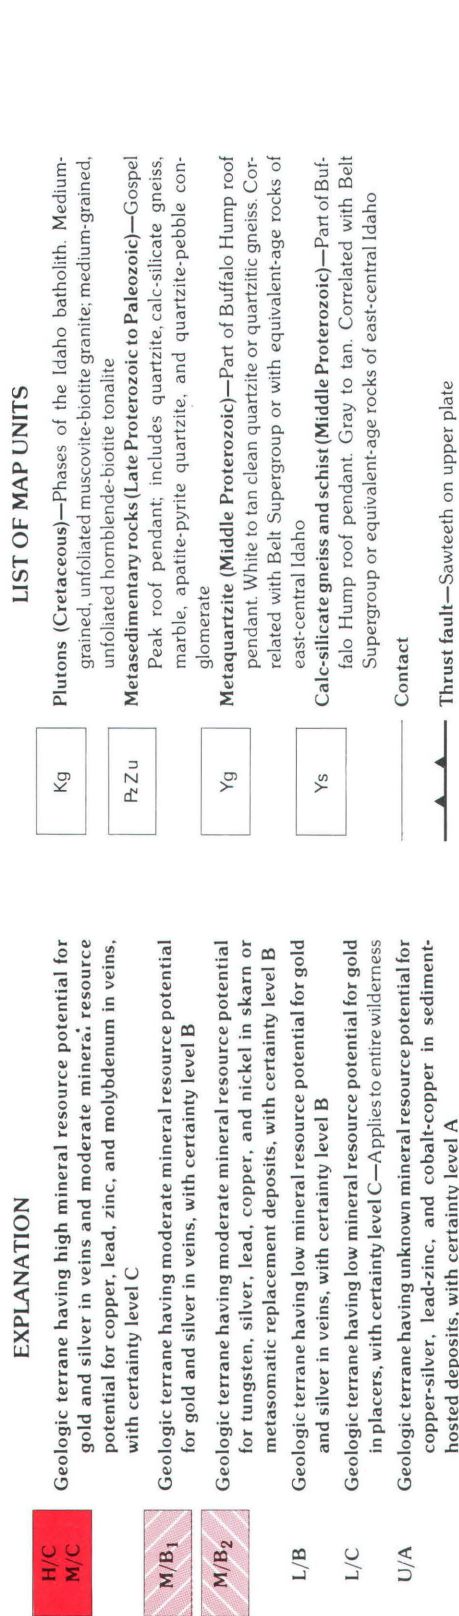 EXPLANATION
H/C
M/C
Geologic terrane having high mineral resource potential for
gold and silver in veins and moderate mineral resource
potential for copper, lead, zinc, and molybdenum in veins,
with certainty level C
M/B₁
Geologic terrane having moderate mineral resource potential
for gold and silver in veins, with certainty level B
M/B₂
Geologic terrane having moderate mineral resource potential
for tungsten, silver, lead, copper, and nickel in skarn or
metasomatic replacement deposits, with certainty level B
L/B
Geologic terrane having low mineral resource potential for gold
and silver in veins, with certainty level B
L/C
Geologic terrane having low mineral resource potential for gold
in placers, with certainty level C—Applies to entire wilderness
U/A
Geologic terrane having unknown mineral resource potential for
copper-silver, lead-zinc, and cobalt-copper in sediment-
hosted deposits, with certainty level A
LIST OF MAP UNITS
Kg
Plutons (Cretaceous)—Phases of the Idaho batholith. Medium-
grained, unfoliated muscovite-biotite granite; medium-grained,
unfoliated hornblende-biotite tonalite
PzZu
Metasedimentary rocks (Late Proterozoic to Paleozoic)—Gospel
Peak roof pendant; includes quartzite, calc-silicate gneiss,
marble, apatite-pyrite quartzite, and quartzite-pebble con-
glomerate
Yg
Metaquartzite (Middle Proterozoic)—Part of Buffalo Hump roof
pendant. White to tan clean quartzite or quartzitic gneiss. Cor-
related with Belt Supergroup or with equivalent-age rocks of
east-central Idaho
Ys
Calc-silicate gneiss and schist (Middle Proterozoic)—Part of Buf-
falo Hump roof pendant. Gray to tan. Correlated with Belt
Supergroup or equivalent-age rocks of east-central Idaho
Contact
Thrust fault—Sawteeth on upper plate